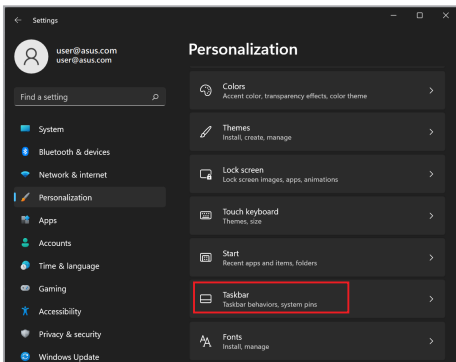 Settings
user@asus.com
user@asus.com
Find a setting
System
Bluetooth & devices
Network & internet
Personalization
Apps
Accounts
Time & language
Gaming
Accessibility
Privacy & security
Windows Update
Personalization
Colors
Accent color, transparency effects, color theme
Themes
Install, create, manage
Lock screen
Lock screen images, apps, animations
Touch keyboard
Themes, size
Start
Recent apps and items, folders
Taskbar
Taskbar behaviors, system pins
Fonts
Install, manage